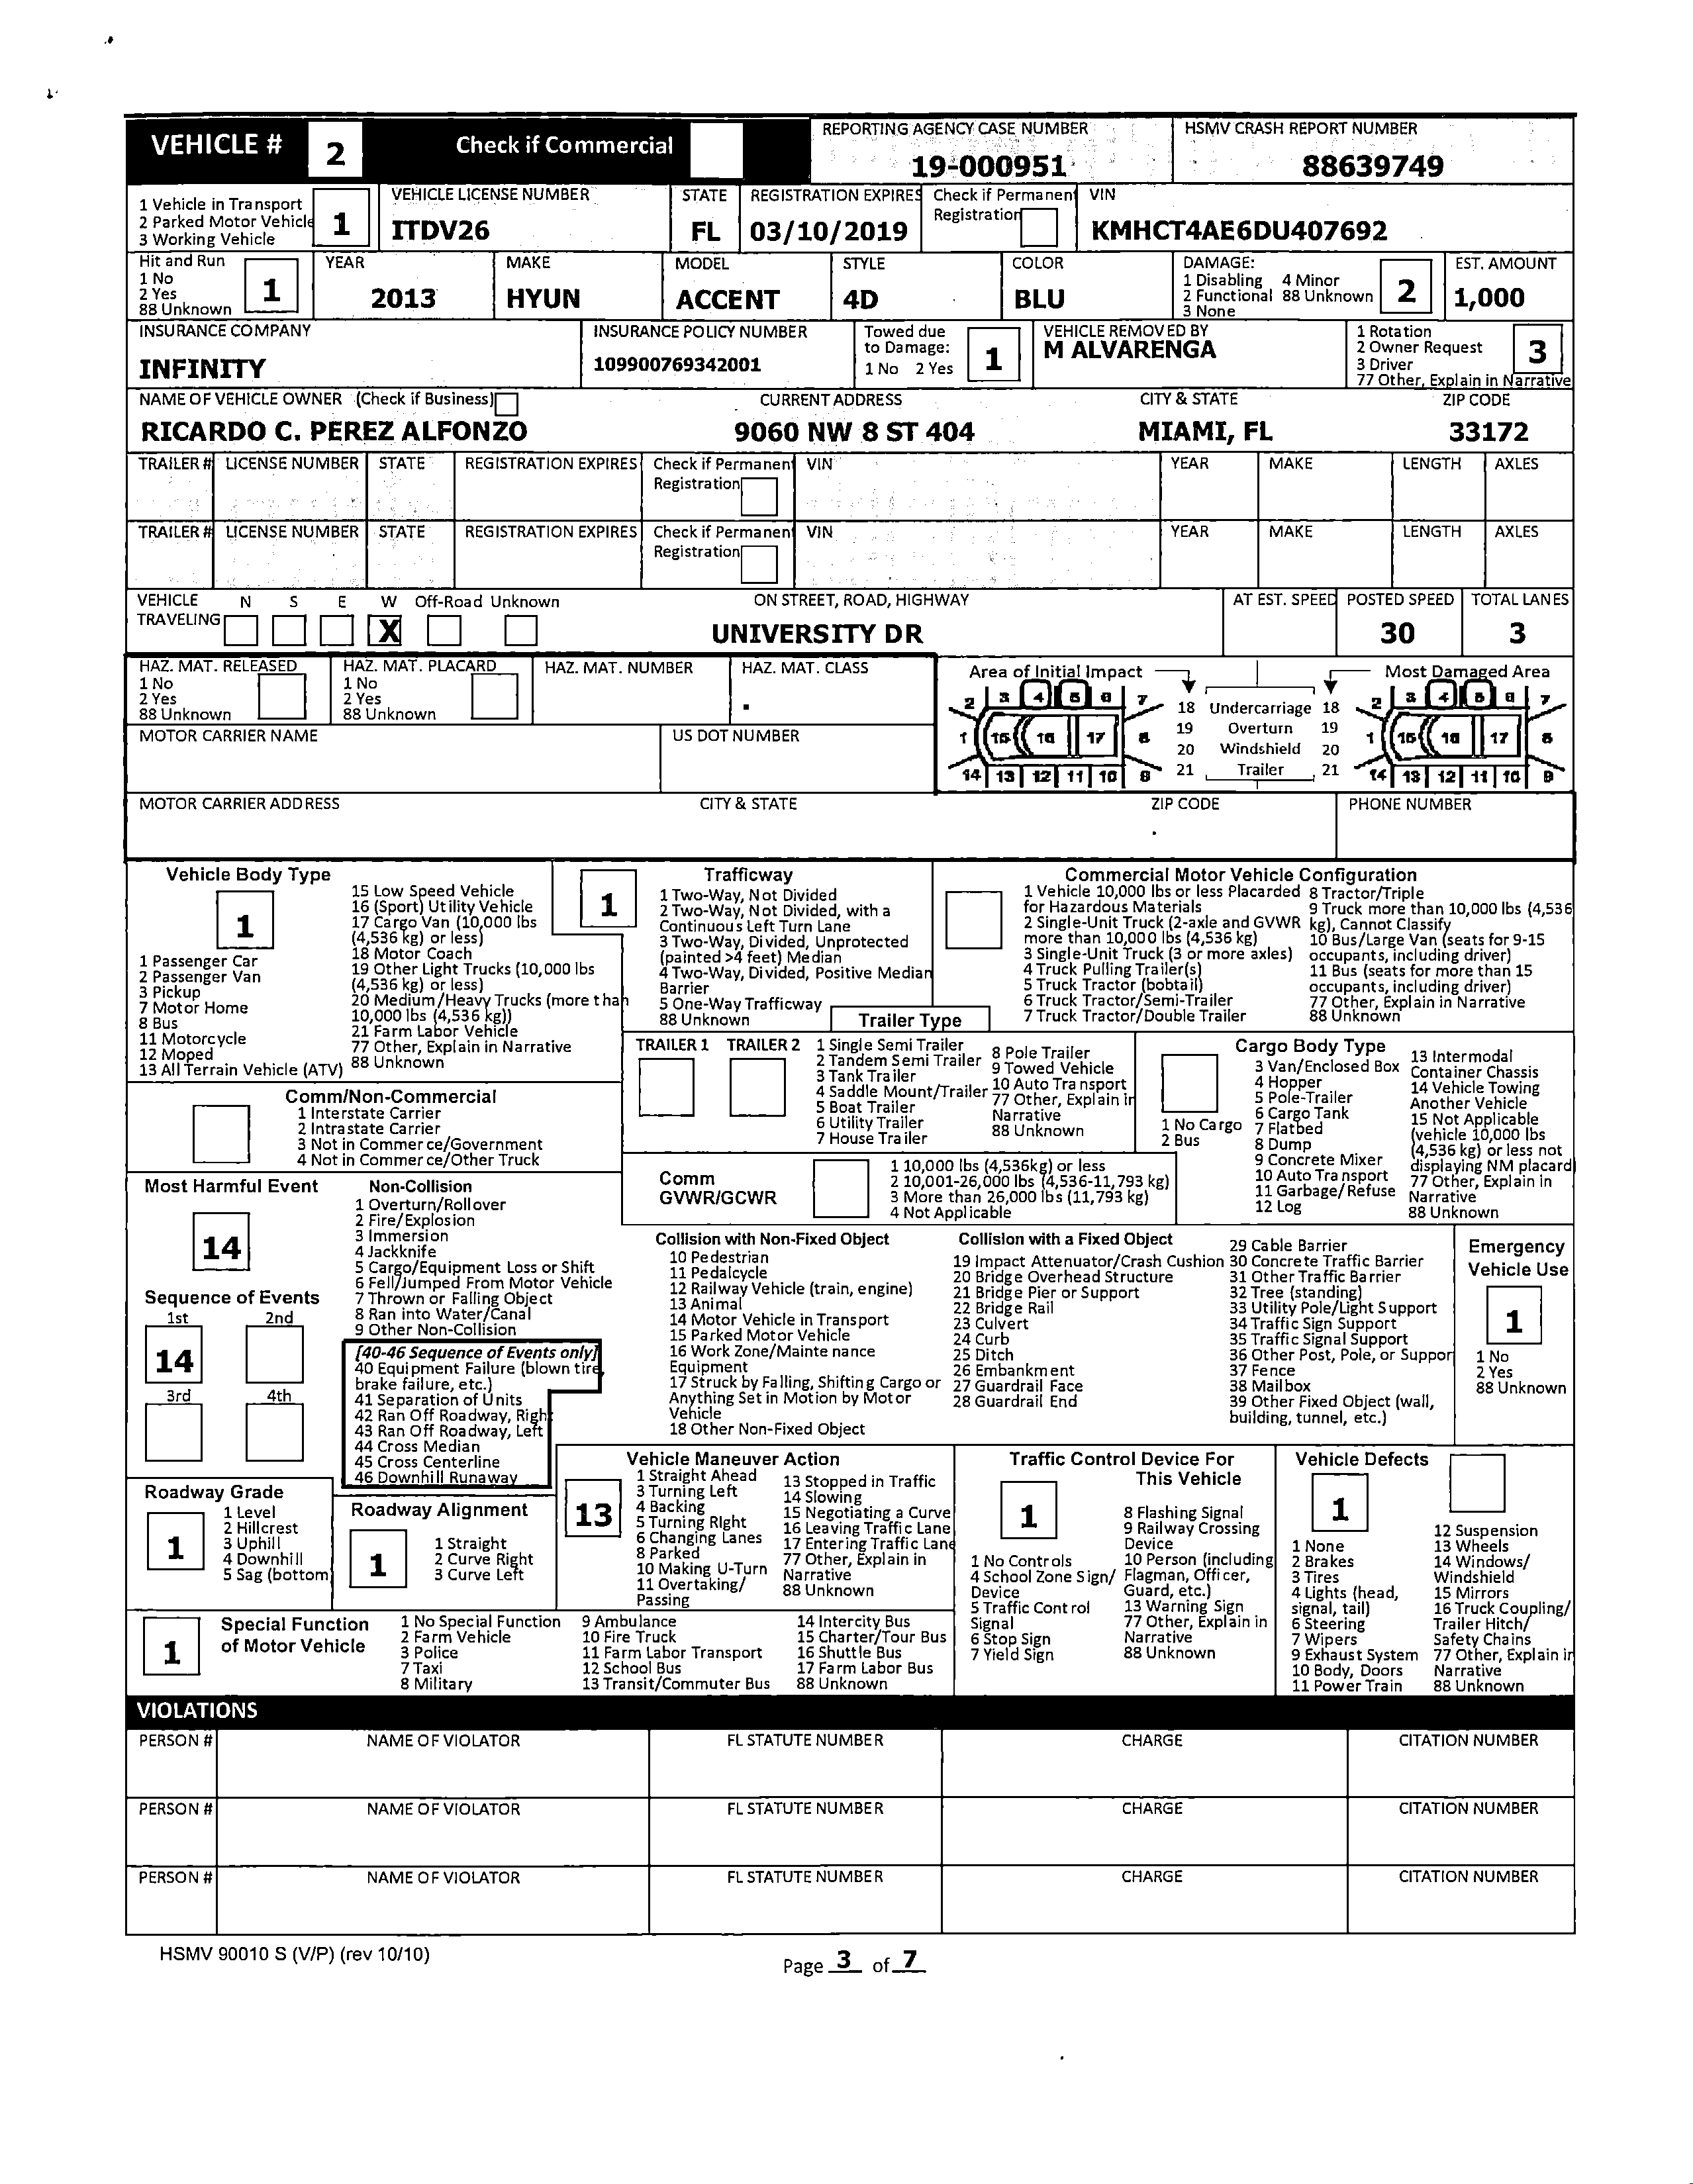 VEHICLE # 2 Check if Commercial
REPORTING AGENCY CASE NUMBER
19-000951
HSMV CRASH REPORT NUMBER
88639749
1 Vehicle in Transport
2 Parked Motor Vehicle
3 Working Vehicle
1
VEHICLE LICENSE NUMBER
ITDV26
STATE
FL
REGISTRATION EXPIRES
03/10/2019
Check if Permanen
Registration
VIN
KMHCT4AE6DU407692
Hit and Run
1 No
2 Yes
88 Unknown
1
YEAR
2013
MAKE
HYUN
MODEL
ACCENT
STYLE
4D
COLOR
BLU
DAMAGE:
1 Disabling 4 Minor
2 Functional 88 Unknown
3 None
2
EST. AMOUNT
1,000
INSURANCE COMPANY
INFINITY
INSURANCE POLICY NUMBER
109900769342001
Towed due
to Damage:
1 No 2 Yes
1
VEHICLE REMOVED BY
M ALVARENGA
1 Rotation
2 Owner Request
3 Driver
77 Other, Explain in Narrative
3
NAME OF VEHICLE OWNER (Check if Business)
RICARDO C. PEREZ ALFONZO
CURRENT ADDRESS
9060 NW 8 ST 404
CITY & STATE
MIAMI, FL
ZIP CODE
33172
TRAILER # LICENSE NUMBER STATE REGISTRATION EXPIRES Check if Permanen VIN YEAR MAKE LENGTH AXLES
Registration
TRAILER # LICENSE NUMBER STATE REGISTRATION EXPIRES Check if Permanen VIN YEAR MAKE LENGTH AXLES
Registration
VEHICLE
TRAVELING
N S E W Off-Road Unknown
X
ON STREET, ROAD, HIGHWAY
UNIVERSITY DR
AT EST. SPEED
POSTED SPEED
30
TOTAL LANES
3
HAZ. MAT. RELEASED
1 No
2 Yes
88 Unknown
HAZ. MAT. PLACARD
1 No
2 Yes
88 Unknown
HAZ. MAT. NUMBER
HAZ. MAT. CLASS
Area of Initial Impact
2 3 4 5 6 7
1 15 16 17 8
14 13 12 11 10 9
18 Undercarriage 18
19 Overturn 19
20 Windshield 20
21 Trailer 21
Most Damaged Area
2 3 4 5 6 7
1 15 16 17 8
14 13 12 11 10 9
MOTOR CARRIER NAME
US DOT NUMBER
MOTOR CARRIER ADDRESS
CITY & STATE
ZIP CODE
PHONE NUMBER
Vehicle Body Type
1
1 Passenger Car
2 Passenger Van
3 Pickup
7 Motor Home
8 Bus
11 Motorcycle
12 Moped
13 All Terrain Vehicle (ATV)
15 Low Speed Vehicle
16 (Sport) Utility Vehicle
17 Cargo Van (10,000 lbs
(4,536 kg) or less)
18 Motor Coach
19 Other Light Trucks (10,000 lbs
(4,536 kg) or less)
20 Medium/Heavy Trucks (more than
10,000 lbs (4,536 kg))
21 Farm Labor Vehicle
77 Other, Explain in Narrative
88 Unknown
1
Trafficway
1 Two-Way, Not Divided
2 Two-Way, Not Divided, with a
Continuous Left Turn Lane
3 Two-Way, Divided, Unprotected
(painted >4 feet) Median
4 Two-Way, Divided, Positive Median
Barrier
5 One-Way Trafficway
88 Unknown
Commercial Motor Vehicle Configuration
1 Vehicle 10,000 lbs or less Placarded
for Hazardous Materials
2 Single-Unit Truck (2-axle and GVWR
more than 10,000 lbs (4,536 kg)
3 Single-Unit Truck (3 or more axles)
4 Truck Pulling Trailer(s)
5 Truck Tractor (bobtail)
6 Truck Tractor/Semi-Trailer
7 Truck Tractor/Double Trailer
8 Tractor/Triple
9 Truck more than 10,000 lbs (4,536
kg), Cannot Classify
10 Bus/Large Van (seats for 9-15
occupants, including driver)
11 Bus (seats for more than 15
occupants, including driver)
77 Other, Explain in Narrative
88 Unknown
Trailer Type
TRAILER 1 TRAILER 2
1 Single Semi Trailer
2 Tandem Semi Trailer
3 Tank Trailer
4 Saddle Mount/Trailer
5 Boat Trailer
6 Utility Trailer
7 House Trailer
8 Pole Trailer
9 Towed Vehicle
10 Auto Transport
77 Other, Explain in
Narrative
88 Unknown
Cargo Body Type
1 No Cargo
2 Bus
3 Van/Enclosed Box
4 Hopper
5 Pole-Trailer
6 Cargo Tank
7 Flatbed
8 Dump
9 Concrete Mixer
10 Auto Transport
11 Garbage/Refuse
12 Log
13 Intermodal
Container Chassis
14 Vehicle Towing
Another Vehicle
15 Not Applicable
(vehicle 10,000 lbs
(4,536 kg) or less not
displaying NM placard
77 Other, Explain in
Narrative
88 Unknown
Comm/Non-Commercial
1 Interstate Carrier
2 Intrastate Carrier
3 Not in Commerce/Government
4 Not in Commerce/Other Truck
Comm
GVWR/GCWR
1 10,000 lbs (4,536kg) or less
2 10,001-26,000 lbs (4,536-11,793 kg)
3 More than 26,000 lbs (11,793 kg)
4 Not Applicable
Most Harmful Event
14
Sequence of Events
1st 2nd
14
3rd 4th
Non-Collision
1 Overturn/Rollover
2 Fire/Explosion
3 Immersion
4 Jackknife
5 Cargo/Equipment Loss or Shift
6 Fell/Jumped From Motor Vehicle
7 Thrown or Falling Object
8 Ran into Water/Canal
9 Other Non-Collision
[40-46 Sequence of Events only]
40 Equipment Failure (blown tire,
brake failure, etc.)
41 Separation of Units
42 Ran Off Roadway, Right
43 Ran Off Roadway, Left
44 Cross Median
45 Cross Centerline
46 Downhill Runaway
Collision with Non-Fixed Object
10 Pedestrian
11 Pedalcycle
12 Railway Vehicle (train, engine)
13 Animal
14 Motor Vehicle in Transport
15 Parked Motor Vehicle
16 Work Zone/Maintenance
Equipment
17 Struck by Falling, Shifting Cargo or
Anything Set in Motion by Motor
Vehicle
18 Other Non-Fixed Object
Collision with a Fixed Object
19 Impact Attenuator/Crash Cushion
20 Bridge Overhead Structure
21 Bridge Pier or Support
22 Bridge Rail
23 Culvert
24 Curb
25 Ditch
26 Embankment
27 Guardrail Face
28 Guardrail End
29 Cable Barrier
30 Concrete Traffic Barrier
31 Other Traffic Barrier
32 Tree (standing)
33 Utility Pole/Light Support
34 Traffic Sign Support
35 Traffic Signal Support
36 Other Post, Pole, or Suppor
37 Fence
38 Mailbox
39 Other Fixed Object (wall,
building, tunnel, etc.)
Emergency
Vehicle Use
1
1 No
2 Yes
88 Unknown
Roadway Grade
1
1 Level
2 Hillcrest
3 Uphill
4 Downhill
5 Sag (bottom
Roadway Alignment
1
1 Straight
2 Curve Right
3 Curve Left
Vehicle Maneuver Action
13
1 Straight Ahead
3 Turning Left
4 Backing
5 Turning Right
6 Changing Lanes
8 Parked
10 Making U-Turn
11 Overtaking/
Passing
13 Stopped in Traffic
14 Slowing
15 Negotiating a Curve
16 Leaving Traffic Lane
17 Entering Traffic Lane
77 Other, Explain in
Narrative
88 Unknown
Traffic Control Device For
This Vehicle
1
1 No Controls
4 School Zone Sign/
Device
5 Traffic Control
Signal
6 Stop Sign
7 Yield Sign
8 Flashing Signal
9 Railway Crossing
Device
10 Person (including
Flagman, Officer,
Guard, etc.)
13 Warning Sign
77 Other, Explain in
Narrative
88 Unknown
Vehicle Defects
1
1 None
2 Brakes
3 Tires
4 Lights (head,
signal, tail)
6 Steering
7 Wipers
9 Exhaust System
10 Body, Doors
11 Power Train
12 Suspension
13 Wheels
14 Windows/
Windshield
15 Mirrors
16 Truck Coupling/
Trailer Hitch/
Safety Chains
77 Other, Explain in
Narrative
88 Unknown
1
Special Function
of Motor Vehicle
1 No Special Function
2 Farm Vehicle
3 Police
7 Taxi
8 Military
9 Ambulance
10 Fire Truck
11 Farm Labor Transport
12 School Bus
13 Transit/Commuter Bus
14 Intercity Bus
15 Charter/Tour Bus
16 Shuttle Bus
17 Farm Labor Bus
88 Unknown
VIOLATIONS
PERSON # NAME OF VIOLATOR FL STATUTE NUMBER CHARGE CITATION NUMBER
PERSON # NAME OF VIOLATOR FL STATUTE NUMBER CHARGE CITATION NUMBER
PERSON # NAME OF VIOLATOR FL STATUTE NUMBER CHARGE CITATION NUMBER
HSMV 90010 S (V/P) (rev 10/10)
Page 3 of 7